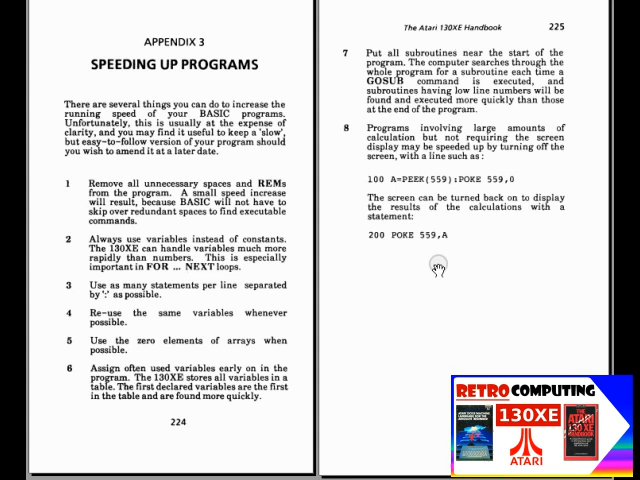 APPENDIX 3
SPEEDING UP PROGRAMS
There are several things you can do to increase the
running speed of your BASIC programs.
Unfortunately, this is usually at the expense of
clarity, and you may find it useful to keep a 'slow',
but easy-to-follow version of your program should
you wish to amend it at a later date.
1 Remove all unnecessary spaces and REMs
from the program. A small speed increase
will result, because BASIC will not have to
skip over redundant spaces to find executable
commands.
2 Always use variables instead of constants.
The 130XE can handle variables much more
rapidly than numbers. This is especially
important in FOR ... NEXT loops.
3 Use as many statements per line separated
by ':' as possible.
4 Re-use the same variables whenever
possible.
5 Use the zero elements of arrays when
possible.
6 Assign often used variables early on in the
program. The 130XE stores all variables in a
table. The first declared variables are the first
in the table and are found more quickly.
224
The Atari 130XE Handbook 225
7 Put all subroutines near the start of the
program. The computer searches through the
whole program for a subroutine each time a
GOSUB command is executed, and
subroutines having low line numbers will be
found and executed more quickly than those
at the end of the program.
8 Programs involving large amounts of
calculation but not requiring the screen
display may be speeded up by turning off the
screen, with a line such as :
100 A=PEEK(559):POKE 559,0
The screen can be turned back on to display
the results of the calculations with a
statement:
200 POKE 559,A
RETRO COMPUTING
130XE
ATARI
THE
ATARI
130 XE
HANDBOOK